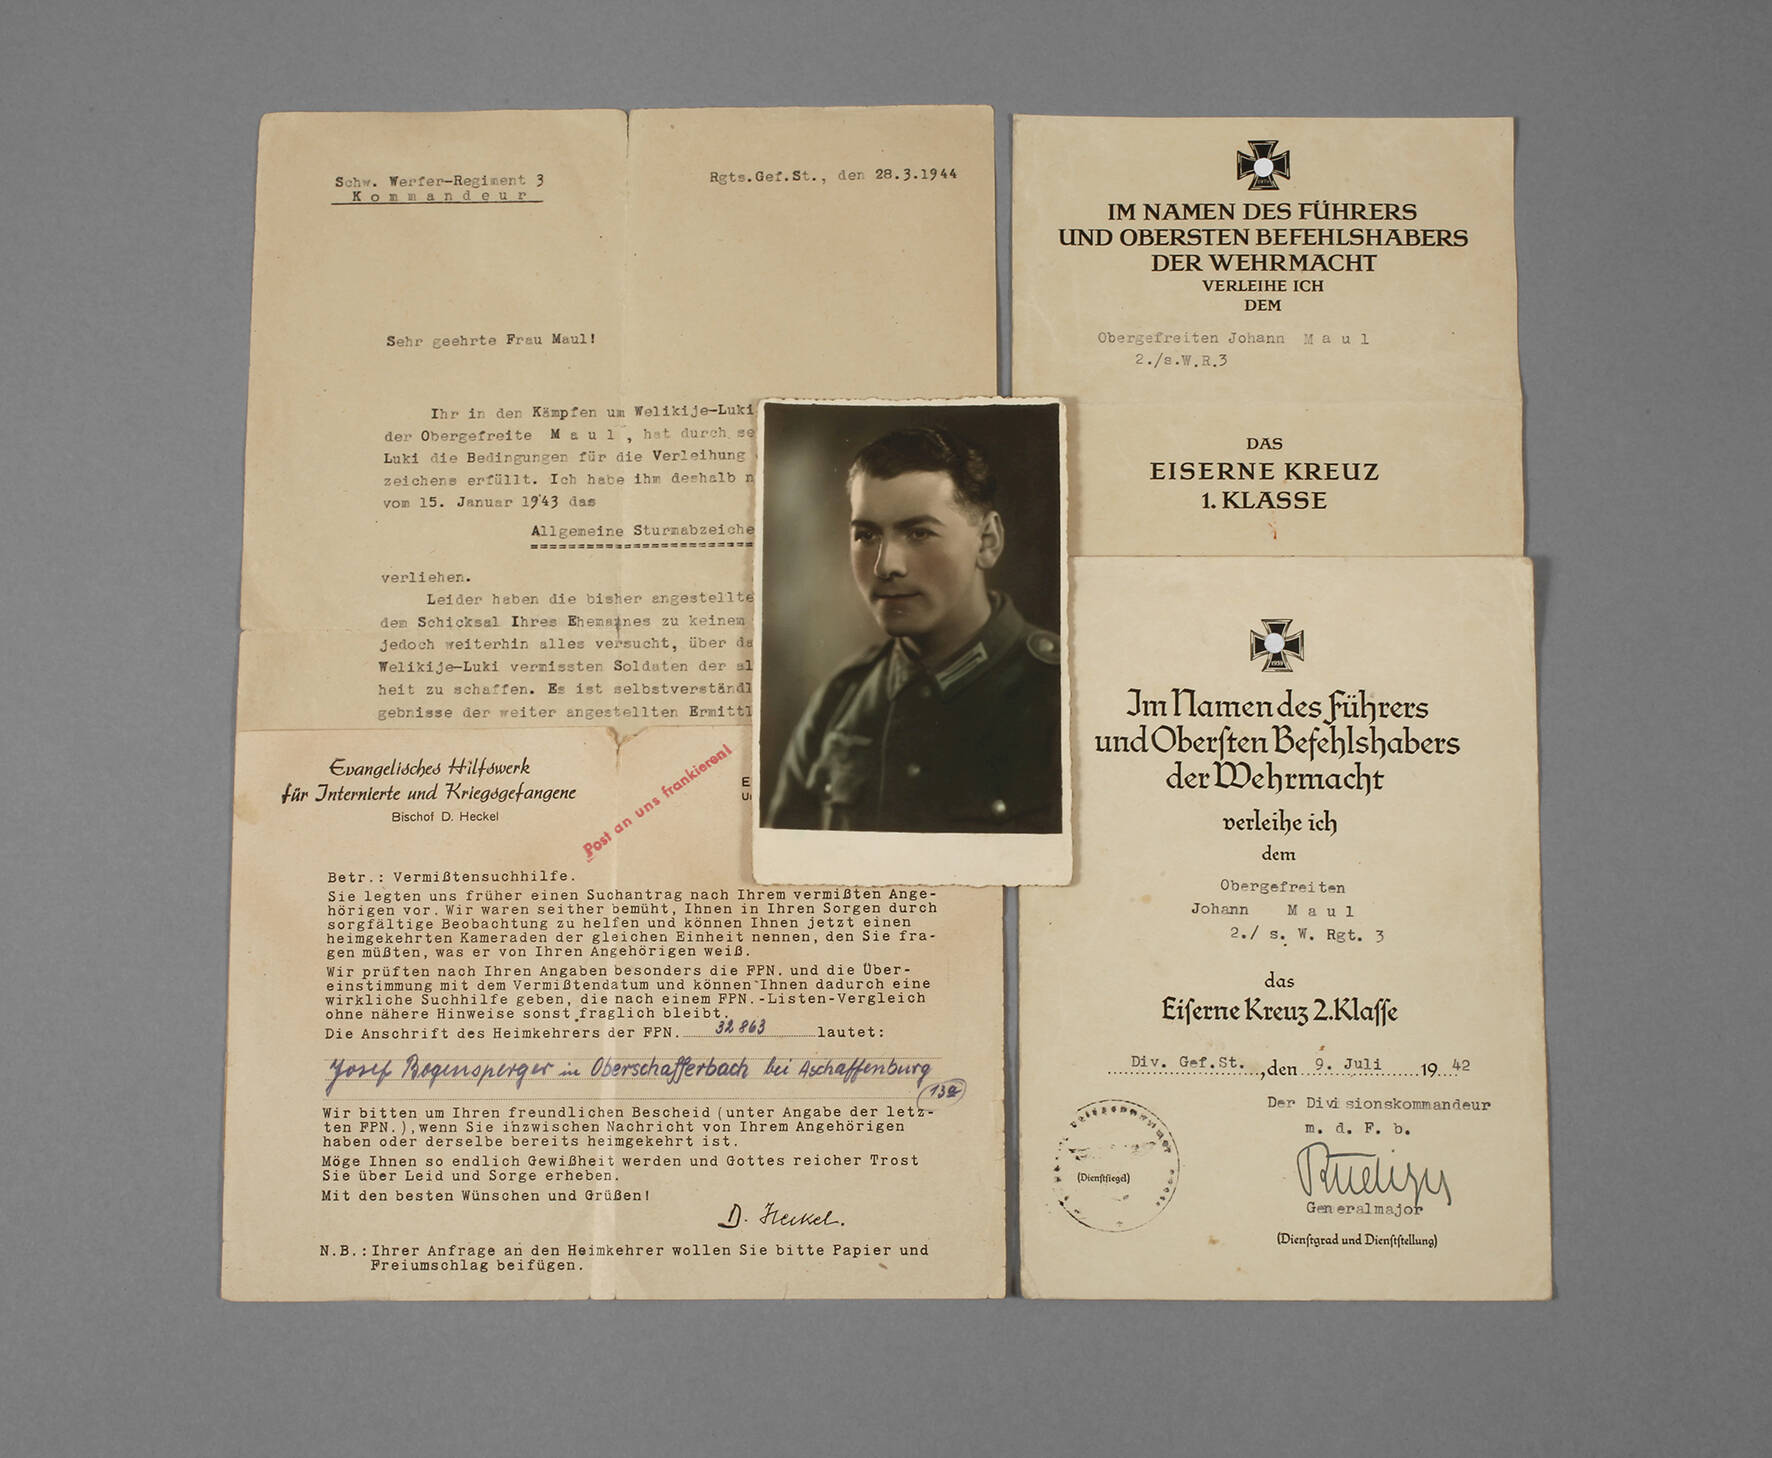 Schw. Werfer-Regiment 3
Kommandeur
Rgts.Gef.St., den 28.3.1944
Sehr geehrte Frau Maul!
Ihr in den Kämpfen um Welikije-Luki
der Obergefreite M a u l , hat durch se
Luki die Bedingungen für die Verleihung
zeichens erfüllt. Ich habe ihm deshalb n
vom 15. Januar 1943 das
Allgemeine Sturmabzeiche
verliehen.
Leider haben die bisher angestellte
dem Schicksal Ihres Ehemannes zu keinem
jedoch weiterhin alles versucht, über da
Welikije-Luki vermissten Soldaten der al
heit zu schaffen. Es ist selbstverständl
gebnisse der weiter angestellten Ermittl
Evangelisches Hilfswerk
für Internierte und Kriegsgefangene
Bischof D. Heckel
Post an uns frankieren!
Betr.: Vermißtensuchhilfe.
Sie legten uns früher einen Suchantrag nach Ihrem vermißten Ange-
hörigen vor. Wir waren seither bemüht, Ihnen in Ihren Sorgen durch
sorgfältige Beobachtung zu helfen und können Ihnen jetzt einen
heimgekehrten Kameraden der gleichen Einheit nennen, den Sie fra-
gen müßten, was er von Ihren Angehörigen weiß.
Wir prüften nach Ihren Angaben besonders die FPN. und die Über-
einstimmung mit dem Vermißtendatum und können Ihnen dadurch eine
wirkliche Suchhilfe geben, die nach einem FPN.-Listen-Vergleich
ohne nähere Hinweise sonst fraglich bleibt.
Die Anschrift des Heimkehrers der FPN. 32863 lautet:
Josef Bogensperger in Oberschafferbach bei Aschaffenburg
13a
Wir bitten um Ihren freundlichen Bescheid (unter Angabe der letz-
ten FPN.), wenn Sie inzwischen Nachricht von Ihrem Angehörigen
haben oder derselbe bereits heimgekehrt ist.
Möge Ihnen so endlich Gewißheit werden und Gottes reicher Trost
Sie über Leid und Sorge erheben.
Mit den besten Wünschen und Grüßen!
D. Heckel.
N.B.: Ihrer Anfrage an den Heimkehrer wollen Sie bitte Papier und
Freiumschlag beifügen.
IM NAMEN DES FÜHRERS
UND OBERSTEN BEFEHLSHABERS
DER WEHRMACHT
VERLEIHE ICH
DEM
Obergefreiten Johann M a u l
2./s.W.R.3
DAS
EISERNE KREUZ
1. KLASSE
1939
Im Namen des Führers
und Obersten Befehlshabers
der Wehrmacht
verleihe ich
dem
Obergefreiten
Johann M a u l
2./ s. W. Rgt. 3
das
Eiserne Kreuz 2. Klasse
Div. Gef.St. , den 9. Juli 19 42
Der Divisionskommandeur
m. d. F. b.
(Dienstsiegel)
Generalmajor
(Dienstgrad und Dienststellung)